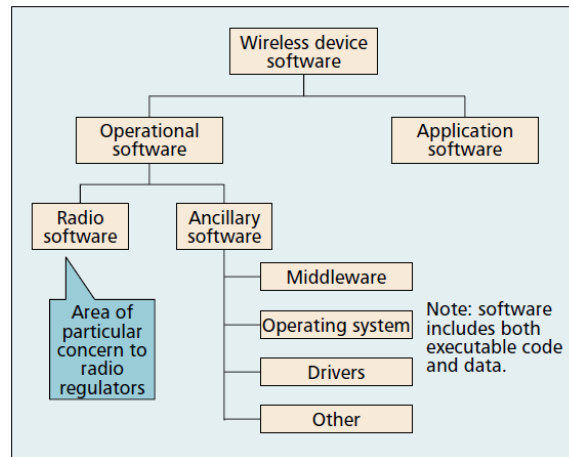 Wireless device
software
Operational
software
Application
software
Radio
software
Ancillary
software
Middleware
Operating system
Drivers
Other
Area of
particular
concern to
radio
regulators
Note: software
includes both
executable code
and data.